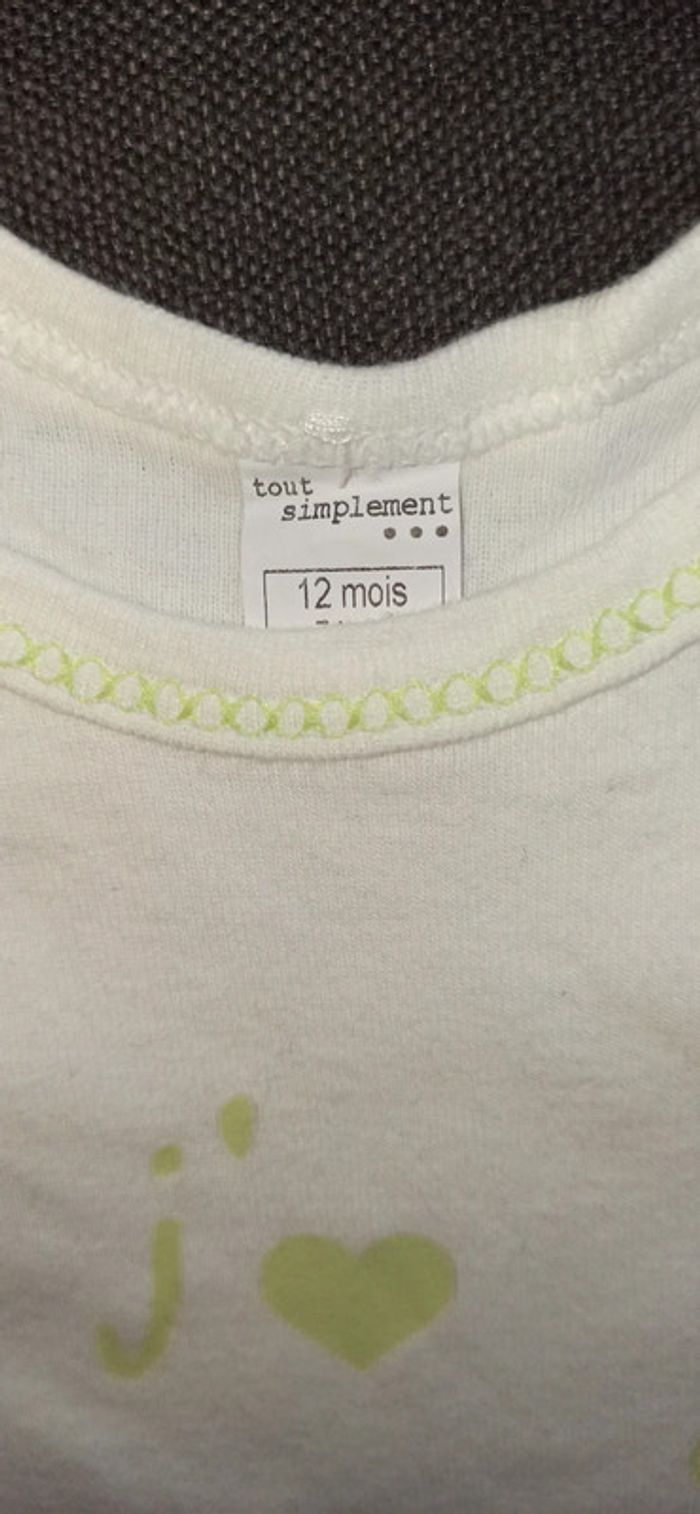 tout
simplement
•••
12 mois
j'♥